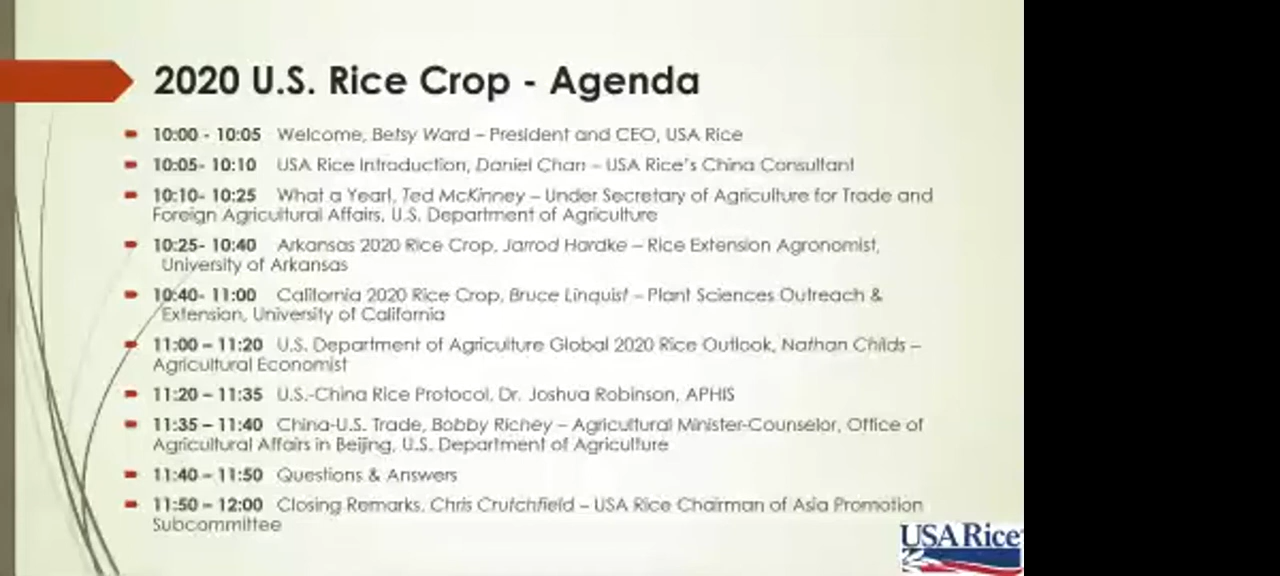 2020 U.S. Rice Crop - Agenda
10:00 - 10:05 Welcome, Betsy Ward – President and CEO, USA Rice
10:05- 10:10 USA Rice Introduction, Daniel Chan – USA Rice's China Consultant
10:10- 10:25 What a Year!, Ted McKinney – Under Secretary of Agriculture for Trade and
Foreign Agricultural Affairs, U.S. Department of Agriculture
10:25- 10:40 Arkansas 2020 Rice Crop, Jarrod Hardke – Rice Extension Agronomist,
University of Arkansas
10:40- 11:00 California 2020 Rice Crop, Bruce Linquist – Plant Sciences Outreach &
Extension, University of California
11:00 – 11:20 U.S. Department of Agriculture Global 2020 Rice Outlook, Nathan Childs –
Agricultural Economist
11:20 – 11:35 U.S.-China Rice Protocol, Dr. Joshua Robinson, APHIS
11:35 – 11:40 China-U.S. Trade, Bobby Richey – Agricultural Minister-Counselor, Office of
Agricultural Affairs in Beijing, U.S. Department of Agriculture
11:40 – 11:50 Questions & Answers
11:50 – 12:00 Closing Remarks, Chris Crutchfield – USA Rice Chairman of Asia Promotion
Subcommittee
USA Rice